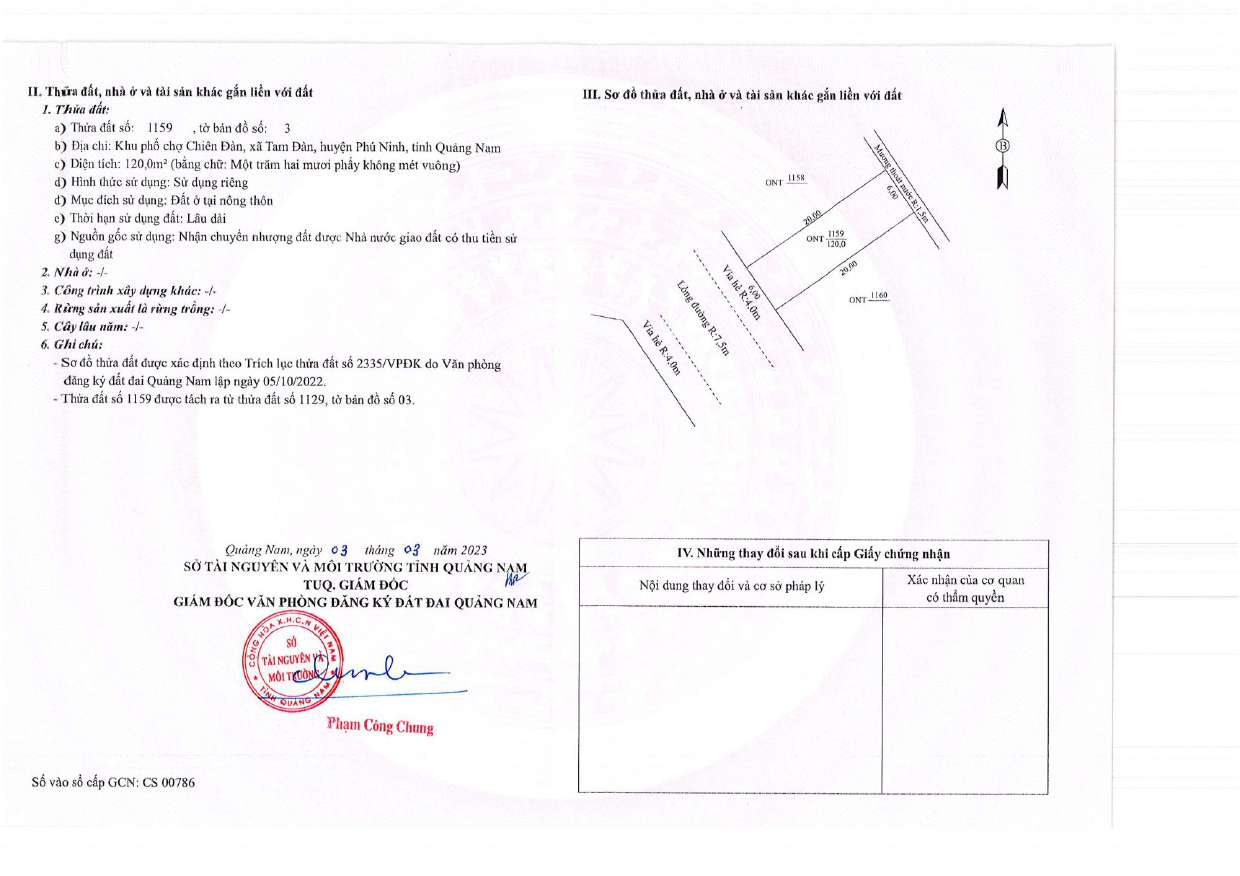 II. Thửa đất, nhà ở và tài sản khác gắn liền với đất
1. Thửa đất:
a) Thửa đất số: 1159 , tờ bản đồ số: 3
b) Địa chỉ: Khu phố chợ Chiên Đàn, xã Tam Đàn, huyện Phú Ninh, tỉnh Quảng Nam
c) Diện tích: 120,0m² (bằng chữ: Một trăm hai mươi phẩy không mét vuông)
d) Hình thức sử dụng: Sử dụng riêng
đ) Mục đích sử dụng: Đất ở tại nông thôn
e) Thời hạn sử dụng đất: Lâu dài
g) Nguồn gốc sử dụng: Nhận chuyển nhượng đất được Nhà nước giao đất có thu tiền sử
dụng đất
2. Nhà ở: -/-
3. Công trình xây dựng khác: -/-
4. Rừng sản xuất là rừng trồng: -/-
5. Cây lâu năm: -/-
6. Ghi chú:
- Sơ đồ thửa đất được xác định theo Trích lục thửa đất số 2335/VPĐK do Văn phòng
đăng ký đất đai Quảng Nam lập ngày 05/10/2022.
- Thửa đất số 1159 được tách ra từ thửa đất số 1129, tờ bản đồ số 03.
Quảng Nam, ngày 03 tháng 03 năm 2023
SỞ TÀI NGUYÊN VÀ MÔI TRƯỜNG TỈNH QUẢNG NAM
TUQ. GIÁM ĐỐC
GIÁM ĐỐC VĂN PHÒNG ĐĂNG KÝ ĐẤT ĐAI QUẢNG NAM
CỘNG HÒA X.H.C.N VIỆT NAM
SỞ
TÀI NGUYÊN VÀ
MÔI TRƯỜNG
TỈNH QUẢNG NAM
Phạm Công Chung
Số vào sổ cấp GCN: CS 00786
III. Sơ đồ thửa đất, nhà ở và tài sản khác gắn liền với đất
B
Mương thoát nước R:1,5m
ONT 1158
6,00
20,00
ONT 1159
120,0
20,00
6,00
Vỉa hè R:4,0m
Lòng đường R:7,5m
Vỉa hè R:4,0m
ONT 1160
IV. Những thay đổi sau khi cấp Giấy chứng nhận
Nội dung thay đổi và cơ sở pháp lý
Xác nhận của cơ quan
có thẩm quyền